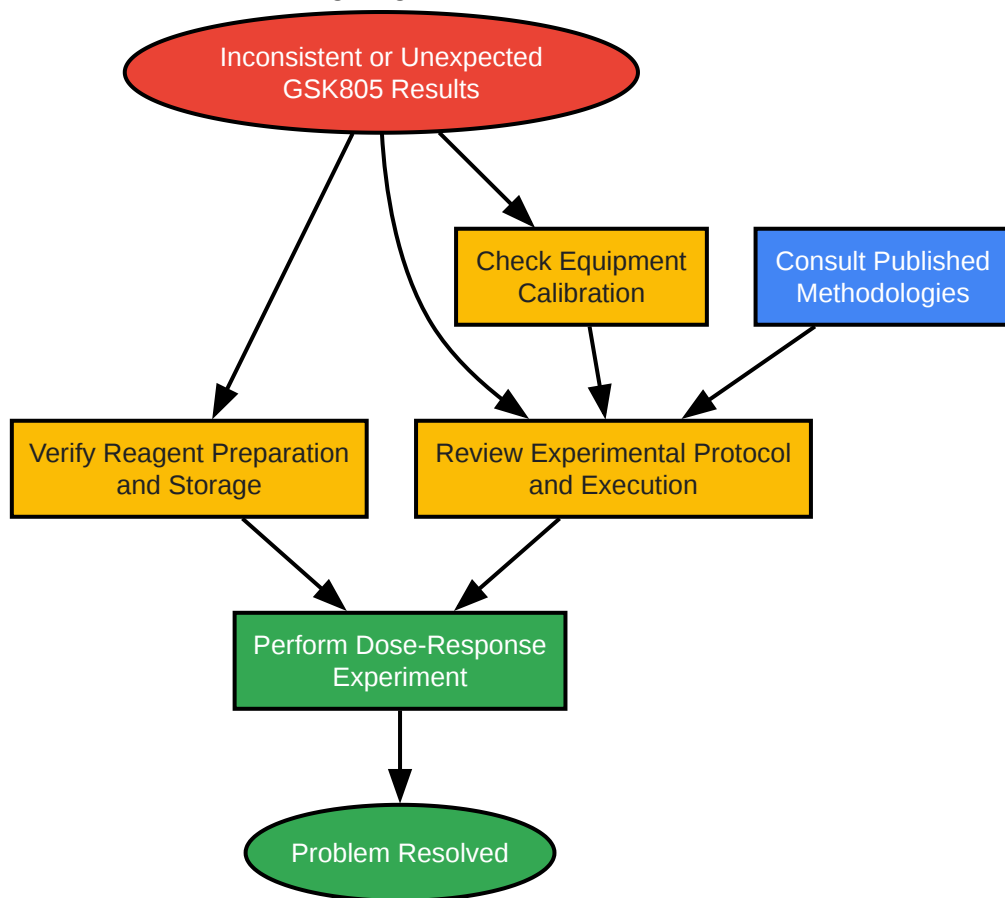 Inconsistent or Unexpected
GSK805 Results
Check Equipment
Calibration
Consult Published
Methodologies
Verify Reagent Preparation
and Storage
Review Experimental Protocol
and Execution
Perform Dose-Response
Experiment
Problem Resolved